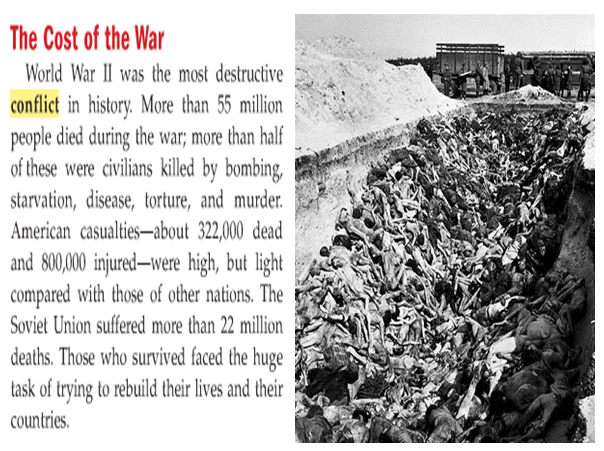 The Cost of the War
World War II was the most destructive
conflict in history. More than 55 million
people died during the war; more than half
of these were civilians killed by bombing,
starvation, disease, torture, and murder.
American casualties—about 322,000 dead
and 800,000 injured—were high, but light
compared with those of other nations. The
Soviet Union suffered more than 22 million
deaths. Those who survived faced the huge
task of trying to rebuild their lives and their
countries.